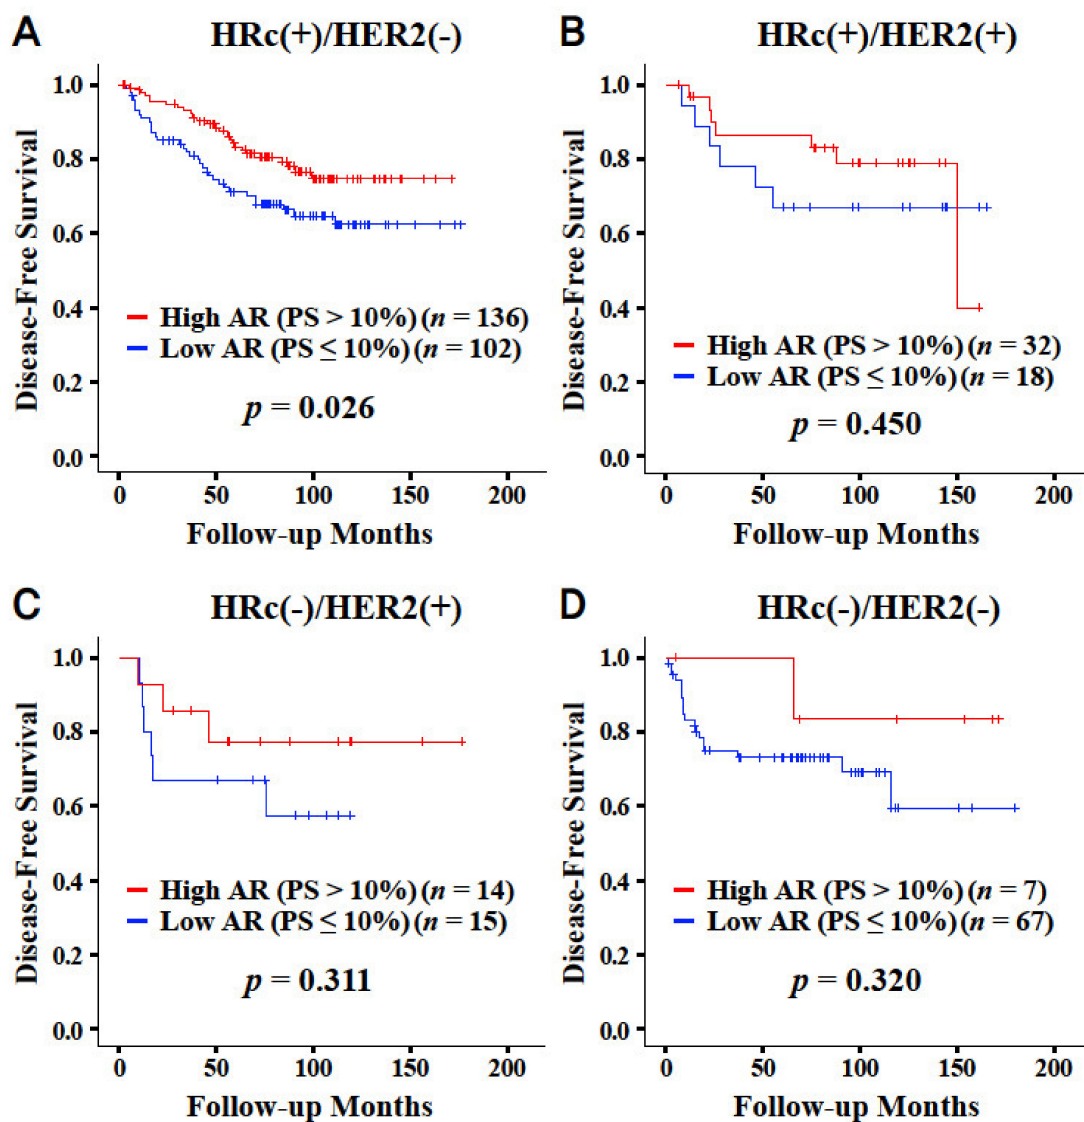 A
HRc(+)/HER2(-)
Disease-Free Survival
1.0
0.8
0.6
0.4
0.2
0.0
High AR (PS > 10%) (n = 136)
Low AR (PS ≤ 10%) (n = 102)
p = 0.026
0 50 100 150 200
Follow-up Months
B
HRc(+)/HER2(+)
Disease-Free Survival
1.0
0.8
0.6
0.4
0.2
0.0
High AR (PS > 10%) (n = 32)
Low AR (PS ≤ 10%) (n = 18)
p = 0.450
0 50 100 150 200
Follow-up Months
C
HRc(-)/HER2(+)
Disease-Free Survival
1.0
0.8
0.6
0.4
0.2
0.0
High AR (PS > 10%) (n = 14)
Low AR (PS ≤ 10%) (n = 15)
p = 0.311
0 50 100 150 200
Follow-up Months
D
HRc(-)/HER2(-)
Disease-Free Survival
1.0
0.8
0.6
0.4
0.2
0.0
High AR (PS > 10%) (n = 7)
Low AR (PS ≤ 10%) (n = 67)
p = 0.320
0 50 100 150 200
Follow-up Months